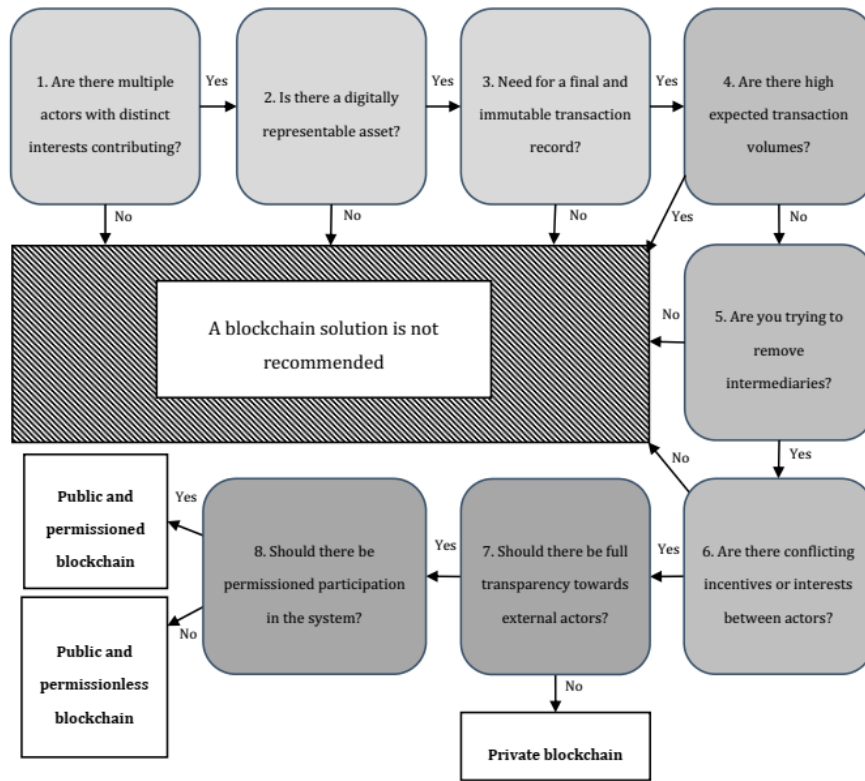 1. Are there multiple
actors with distinct
interests contributing?
Yes
2. Is there a digitally
representable asset?
Yes
3. Need for a final and
immutable transaction
record?
Yes
4. Are there high
expected transaction
volumes?
No
No
No
Yes
No
A blockchain solution is not
recommended
No
5. Are you trying to
remove
intermediaries?
No
Yes
Public and
permissioned
blockchain
Yes
8. Should there be
permissioned participation
in the system?
Yes
7. Should there be full
transparency towards
external actors?
Yes
6. Are there conflicting
incentives or interests
between actors?
No
Public and
permissionless
blockchain
No
Private blockchain